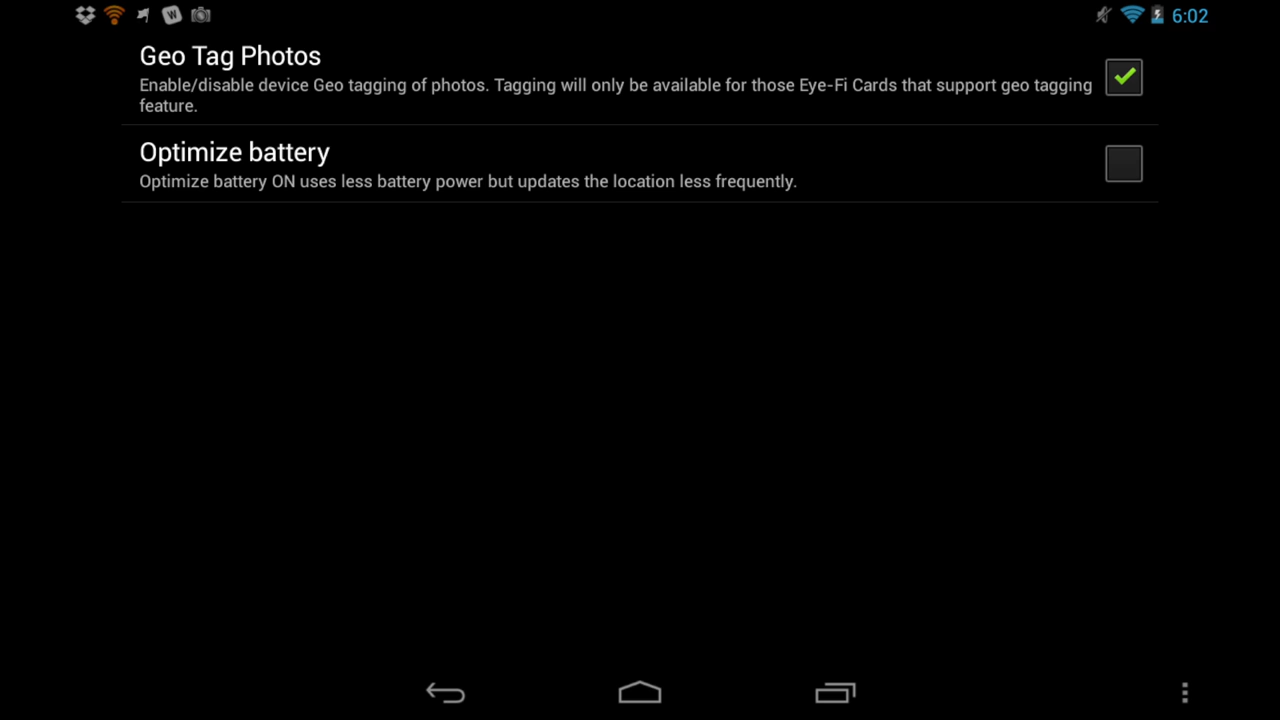 W
6:02
Geo Tag Photos
Enable/disable device Geo tagging of photos. Tagging will only be available for those Eye-Fi Cards that support geo tagging
feature.
Optimize battery
Optimize battery ON uses less battery power but updates the location less frequently.